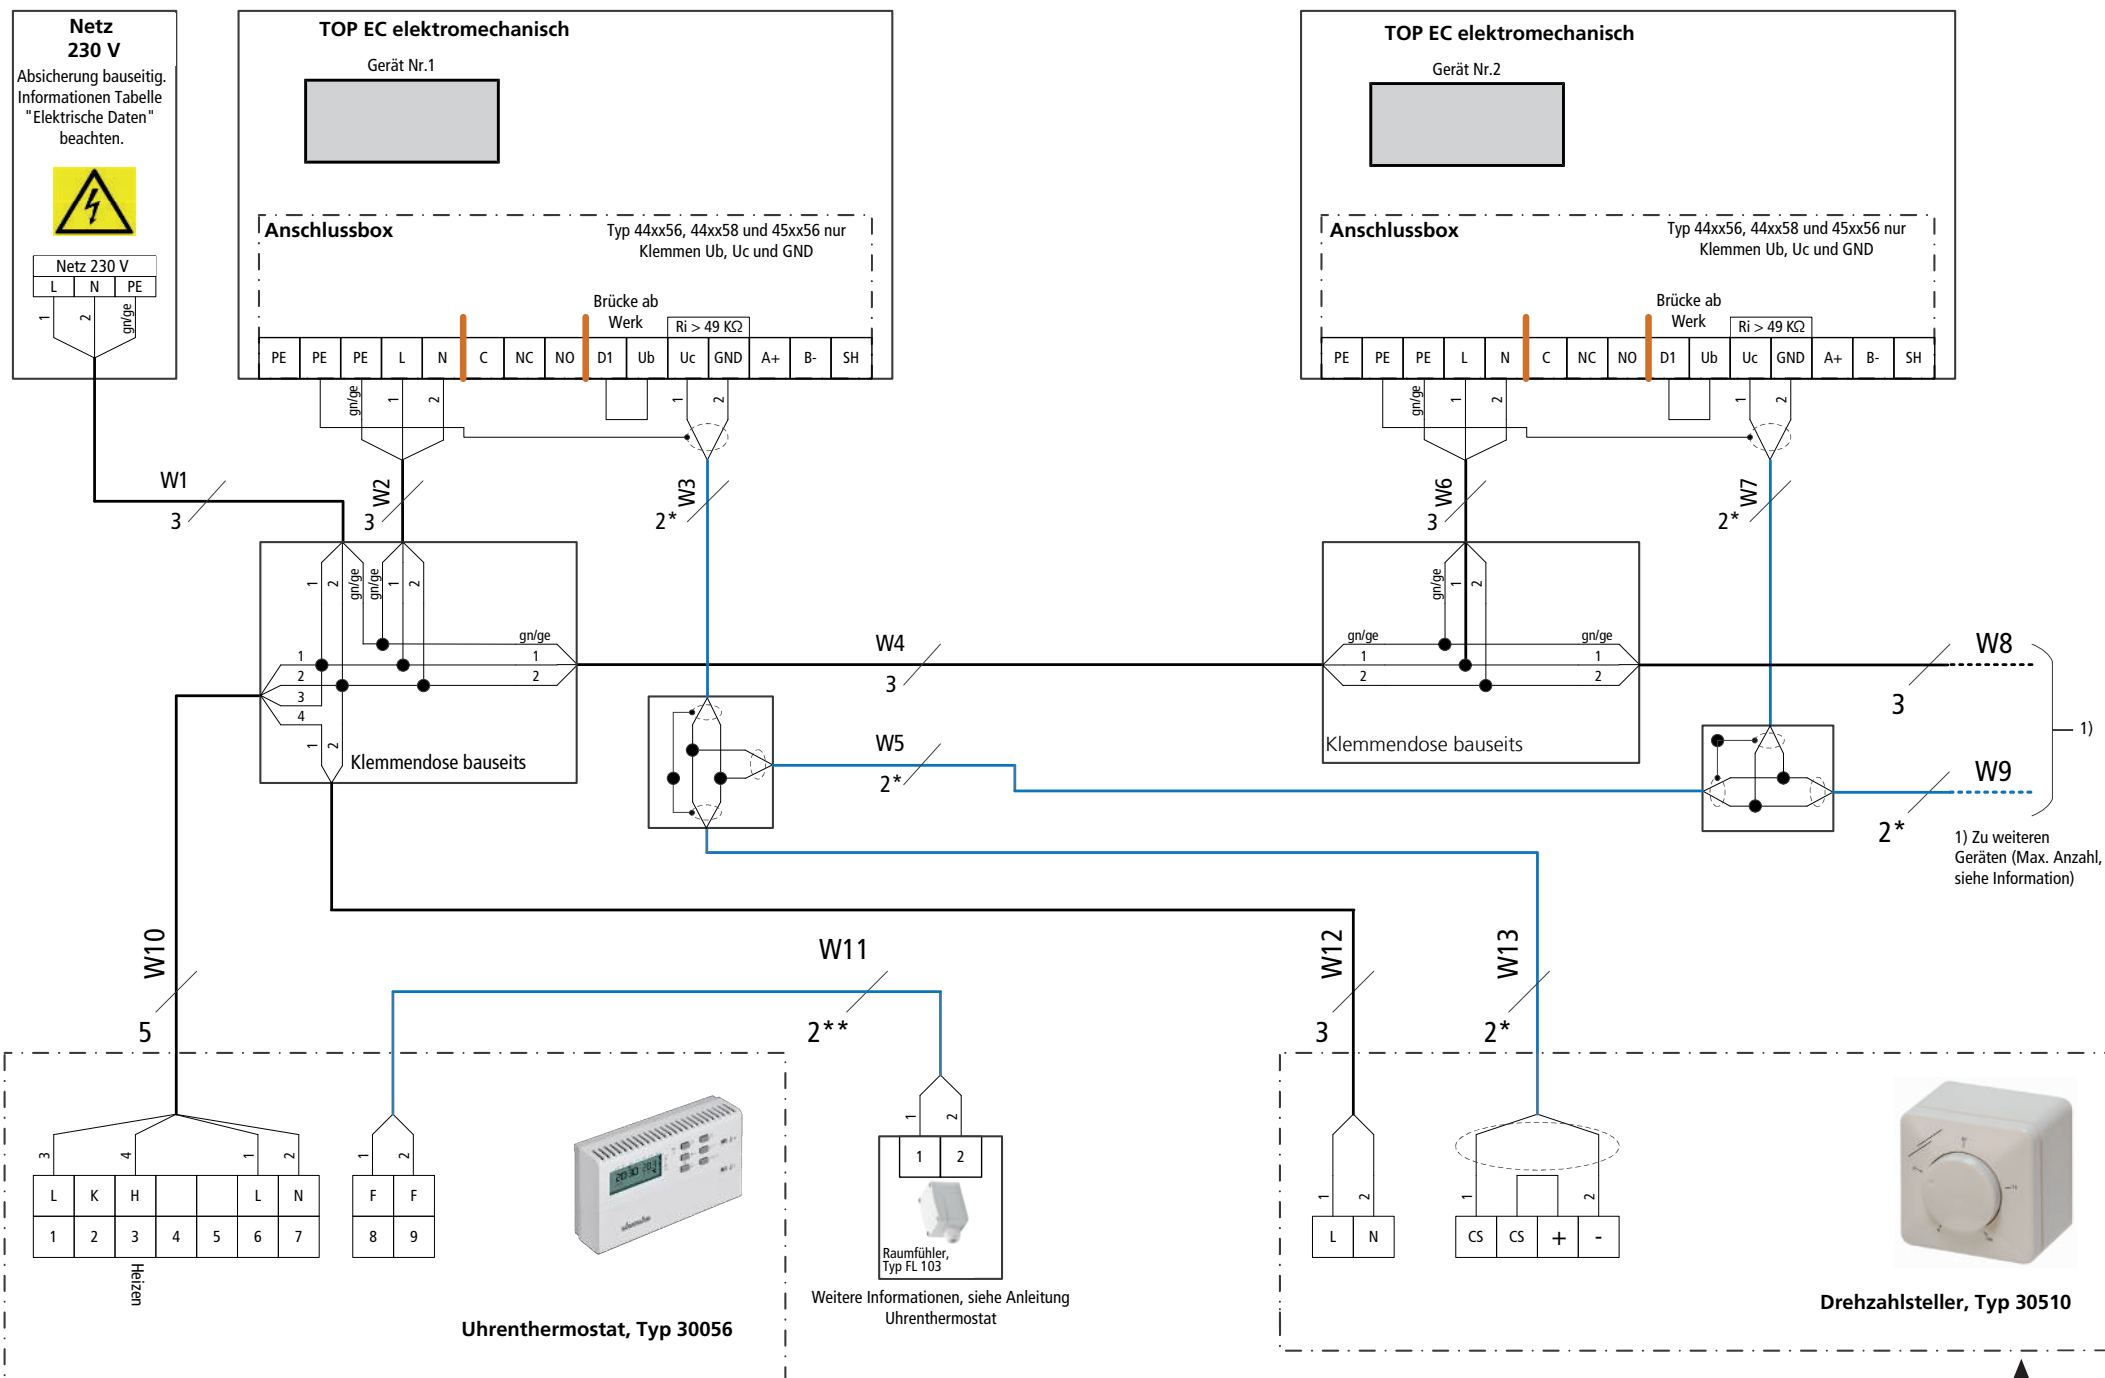 Netz
230 V
Absicherung bauseitig.
Informationen Tabelle
"Elektrische Daten"
beachten.
Netz 230 V
L N PE
1 2 gn/ge
TOP EC elektromechanisch
Gerät Nr.1
Anschlussbox
Typ 44xx56, 44xx58 und 45xx56 nur
Klemmen Ub, Uc und GND
Brücke ab
Werk
Ri > 49 KΩ
PE PE PE L N C NC NO D1 Ub Uc GND A+ B- SH
gn/ge 1 2 1 2
TOP EC elektromechanisch
Gerät Nr.2
Anschlussbox
Typ 44xx56, 44xx58 und 45xx56 nur
Klemmen Ub, Uc und GND
Brücke ab
Werk
Ri > 49 KΩ
PE PE PE L N C NC NO D1 Ub Uc GND A+ B- SH
gn/ge 1 2 1 2
W1
3
W2
3
W3
2*
W6
3
W7
2*
1 2 gn/ge gn/ge 1 2
gn/ge
1
2
1
2
3
4
1 2
Klemmendose bauseits
W4
3
W5
2*
gn/ge 1 2
gn/ge
1
2
gn/ge
1
2
Klemmendose bauseits
W8
3
W9
2*
1)
1) Zu weiteren
Geräten (Max. Anzahl,
siehe Information)
W10
5
W11
2**
W12
3
W13
2*
3 4 1 2
L K H L N
1 2 3 4 5 6 7
Heizen
1 2
F F
8 9
Uhrenthermostat, Typ 30056
1 2
1 2
Raumfühler,
Typ FL 103
Weitere Informationen, siehe Anleitung
Uhrenthermostat
1 2
L N
1 2
CS CS + -
Drehzahlsteller, Typ 30510